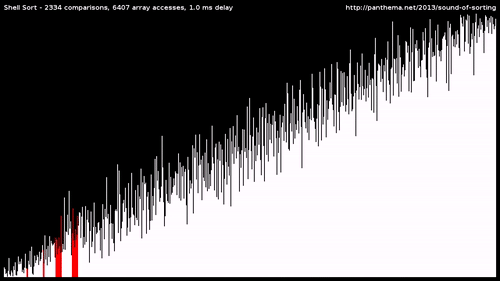 Shell Sort - 2334 comparisons, 6407 array accesses, 1.0 ms delay
http://panthema.net/2013/sound-of-sorting